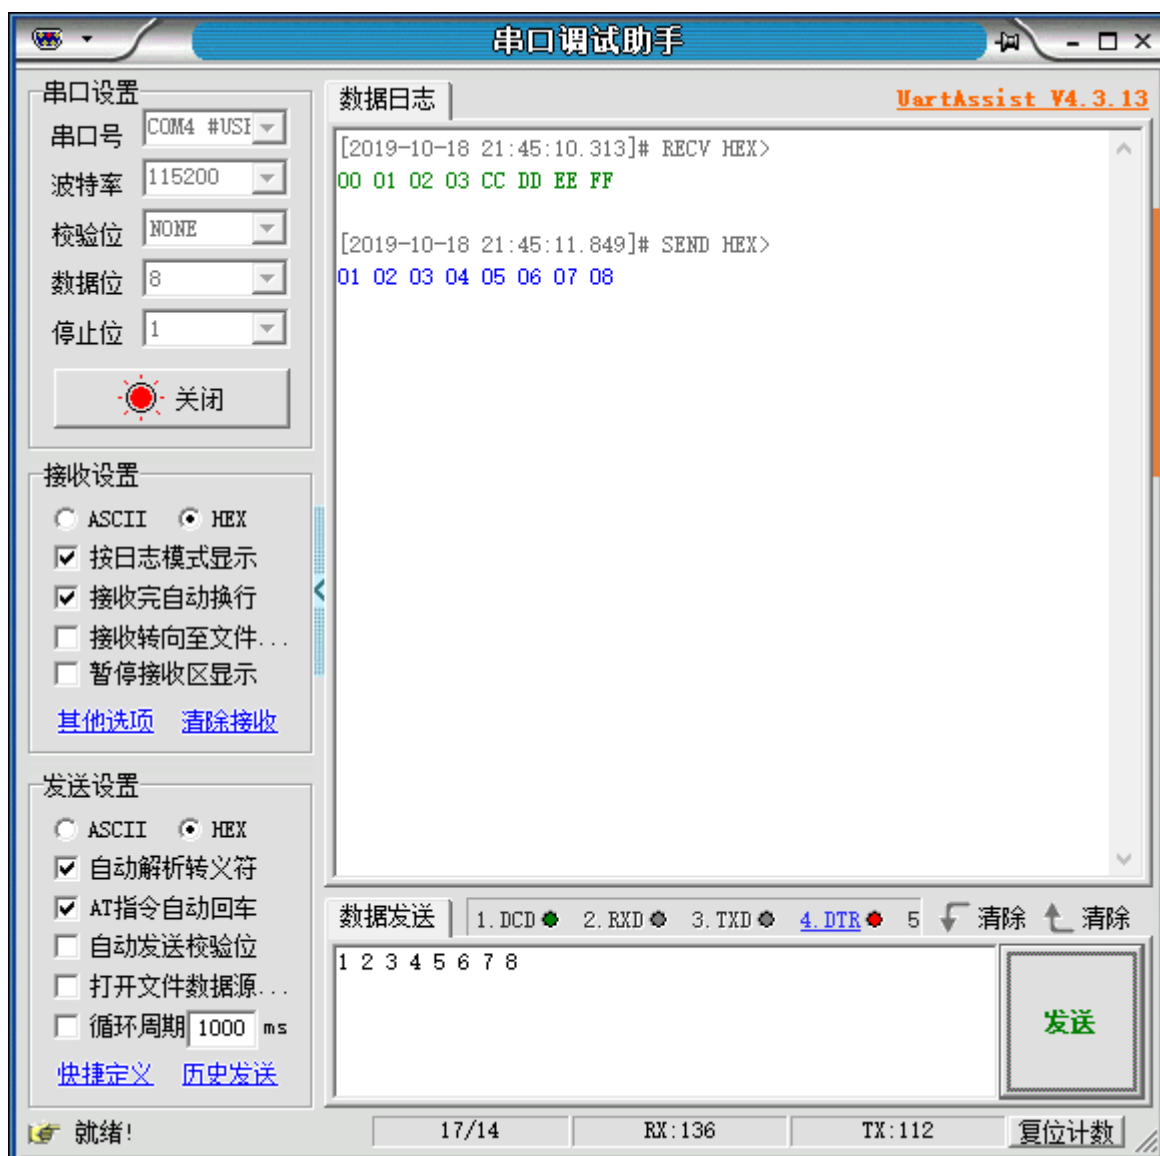 串口调试助手
串口设置
串口号 COM4 #USI
波特率 115200
校验位 NONE
数据位 8
停止位 1
关闭
接收设置
ASCII HEX
按日志模式显示
接收完自动换行
接收转向至文件...
暂停接收区显示
其他选项 清除接收
发送设置
ASCII HEX
自动解析转义符
AT指令自动回车
自动发送校验位
打开文件数据源...
循环周期 1000 ms
快捷定义 历史发送
数据日志 UartAssist V4.3.13
[2019-10-18 21:45:10.313]# RECV HEX>
00 01 02 03 CC DD EE FF
[2019-10-18 21:45:11.849]# SEND HEX>
01 02 03 04 05 06 07 08
数据发送 1.DCD 2.RXD 3.TXD 4.DTR 5 清除 清除
1 2 3 4 5 6 7 8
发送
就绪! 17/14 RX:136 TX:112 复位计数